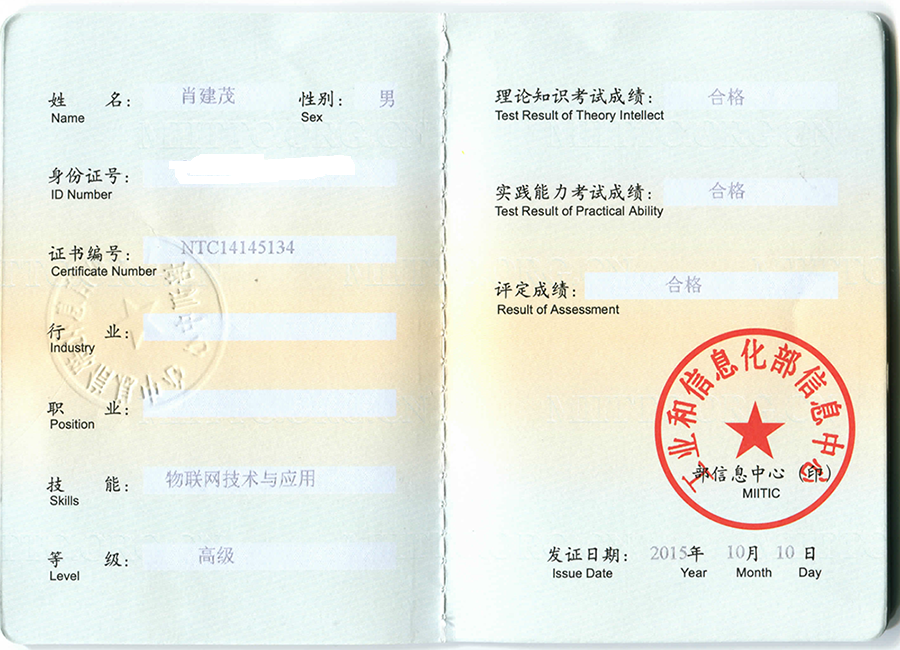 姓 名： 肖建茂 性别： 男
Name Sex
身份证号：
ID Number
证书编号： NTC14145134
Certificate Number
行 业：
Industry
职 业：
Position
技 能： 物联网技术与应用
Skills
等 级： 高级
Level
理论知识考试成绩： 合格
Test Result of Theory Intellect
实践能力考试成绩： 合格
Test Result of Practical Ability
评定成绩： 合格
Result of Assessment
工业和信息化部信息中心
部信息中心（印）
MIITIC
发证日期： 2015年 10月 10日
Issue Date Year Month Day